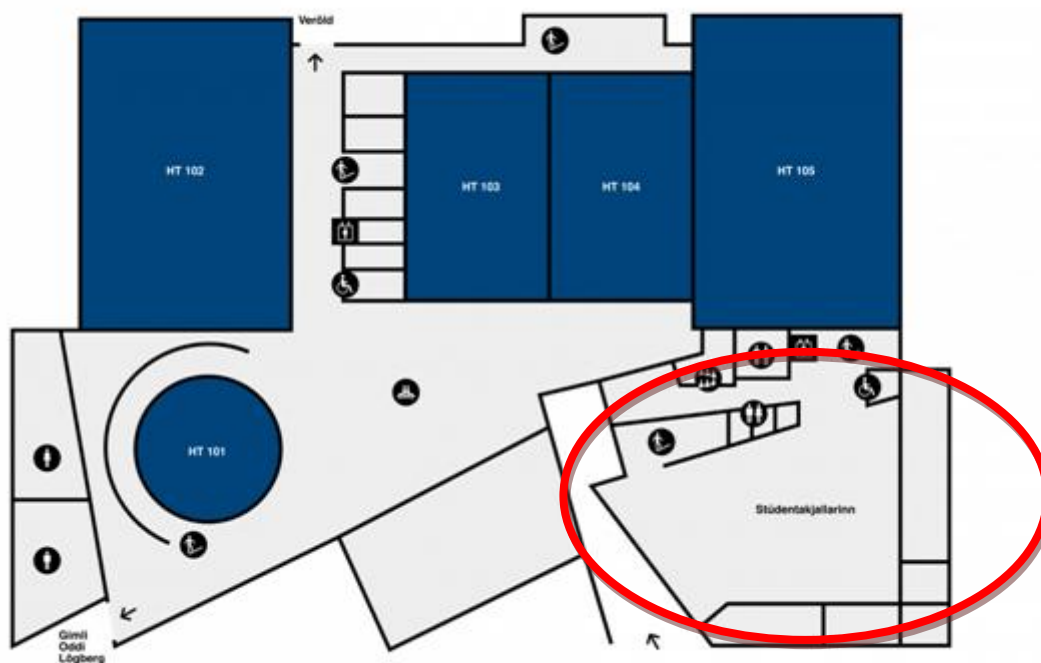 Veröld
HT 102
HT 103
HT 104
HT 105
HT 101
Stúdentakjallarinn
Gimli
Oddi
Lögberg